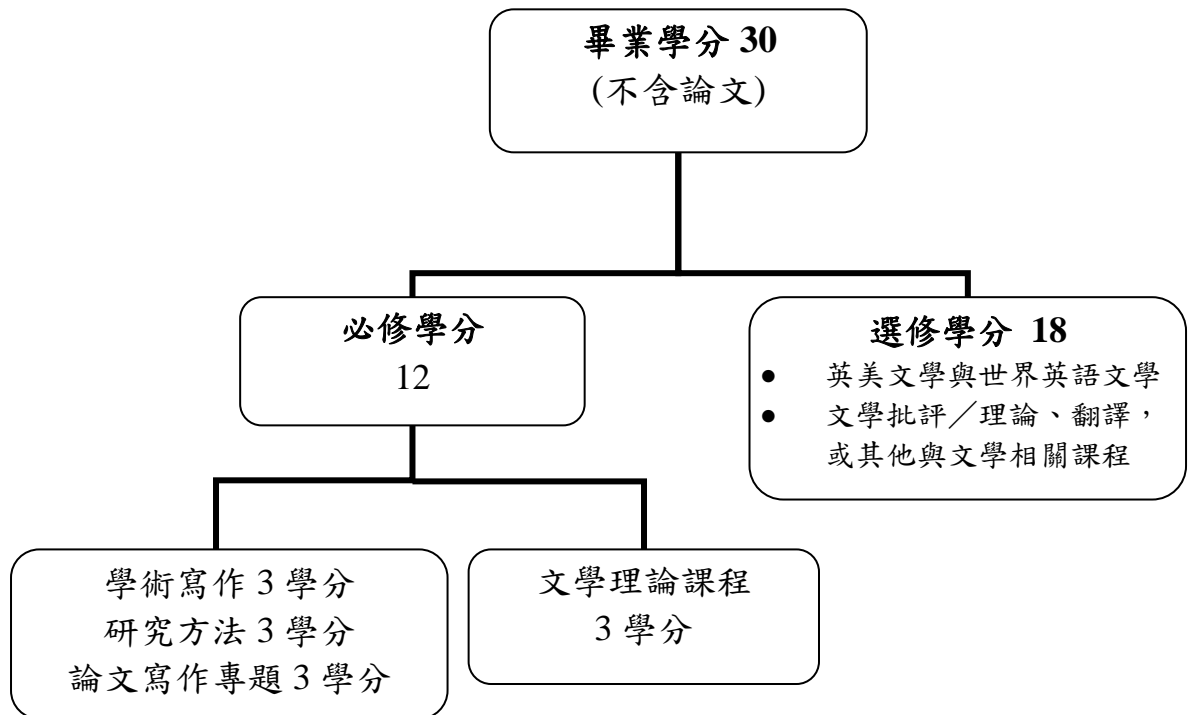 畢業學分 30
(不含論文)
必修學分
12
選修學分 18
● 英美文學與世界英語文學
● 文學批評／理論、翻譯，
或其他與文學相關課程
學術寫作 3 學分
研究方法 3 學分
論文寫作專題 3 學分
文學理論課程
3 學分